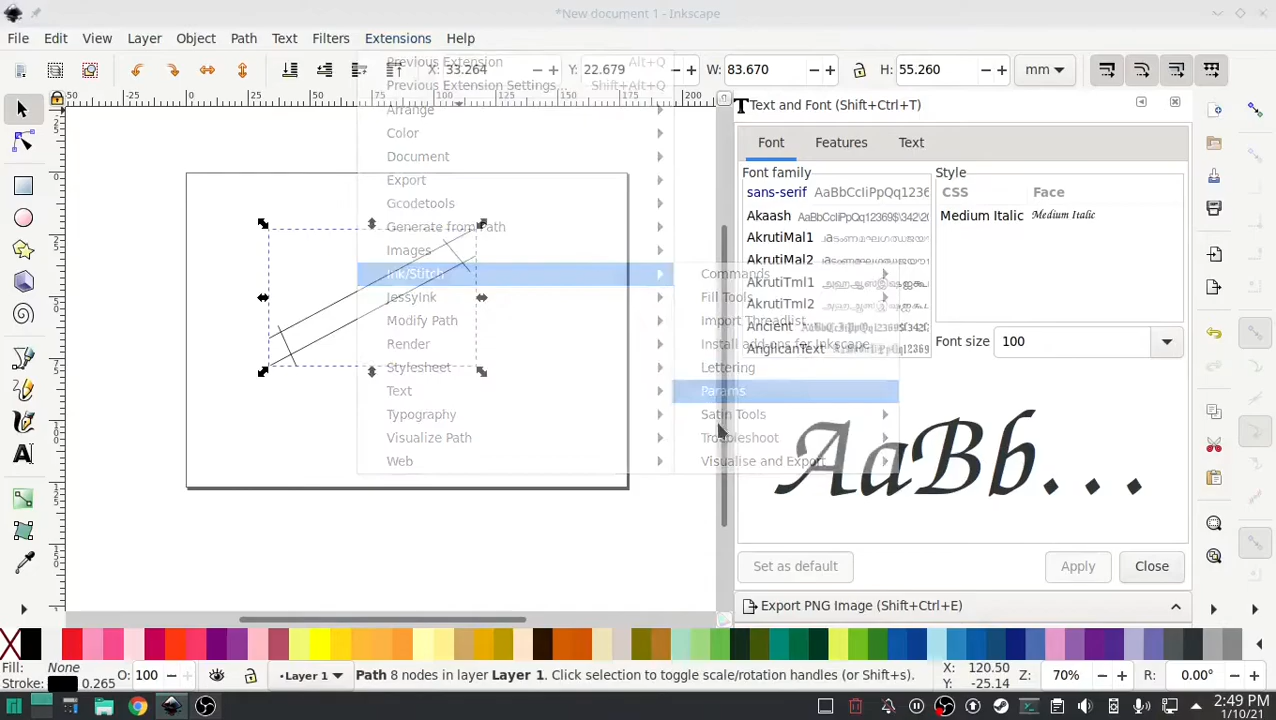 *New document 1 - Inkscape
File Edit View Layer Object Path Text Filters Extensions Help
X: 33.264 Y: 22.679 W: 83.670 H: 55.260 mm
Previous Extension Alt+Q
Previous Extension Settings... Shift+Alt+Q
Arrange
Color
Document
Export
Gcodetools
Generate from Path
Images
Ink/Stitch
JessyInk
Modify Path
Render
Stylesheet
Text
Typography
Visualize Path
Web
Commands
Fill Tools
Import Threadlist
Install add-ons for Inkscape
Lettering
Params
Satin Tools
Troubleshoot
Visualise and Export
Text and Font (Shift+Ctrl+T)
Font Features Text
Font family Style
sans-serif AaBbCcIiPpQq1236 CSS Face
Akaash Medium Italic Medium Italic
AkrutiMal1
AkrutiMal2
AkrutiTml1
AkrutiTml2
Ancient
AnglicanText
Font size 100
AaBb...
Set as default Apply Close
Export PNG Image (Shift+Ctrl+E)
Fill: None
Stroke: 0.265 O: 100 •Layer 1 Path 8 nodes in layer Layer 1. Click selection to toggle scale/rotation handles (or Shift+s). X: 120.50 Y: -25.14 Z: 70% R: 0.00°
2:49 PM
1/10/21